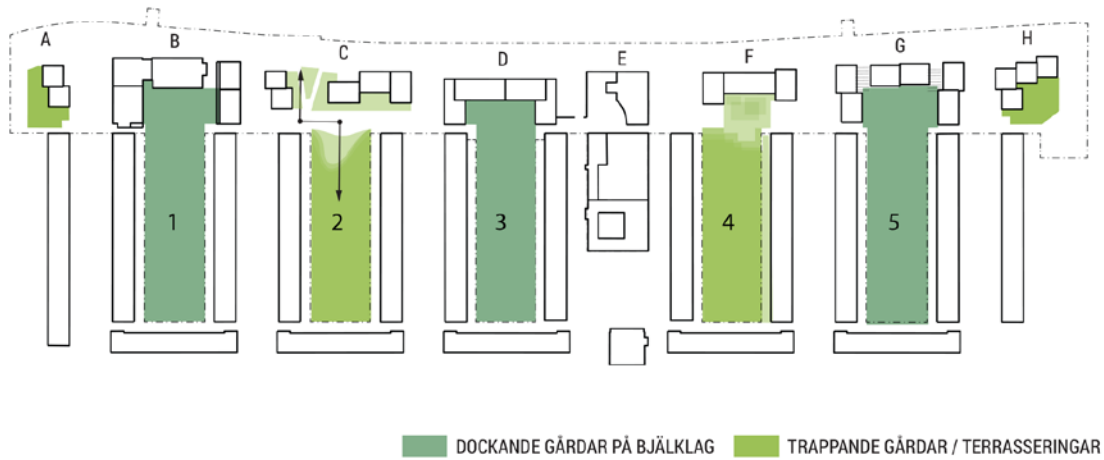 A B C D E F G H
1 2 3 4 5
DOCKANDE GÅRDAR PÅ BJÄLKLAG TRAPPANDE GÅRDAR / TERRASSERINGAR